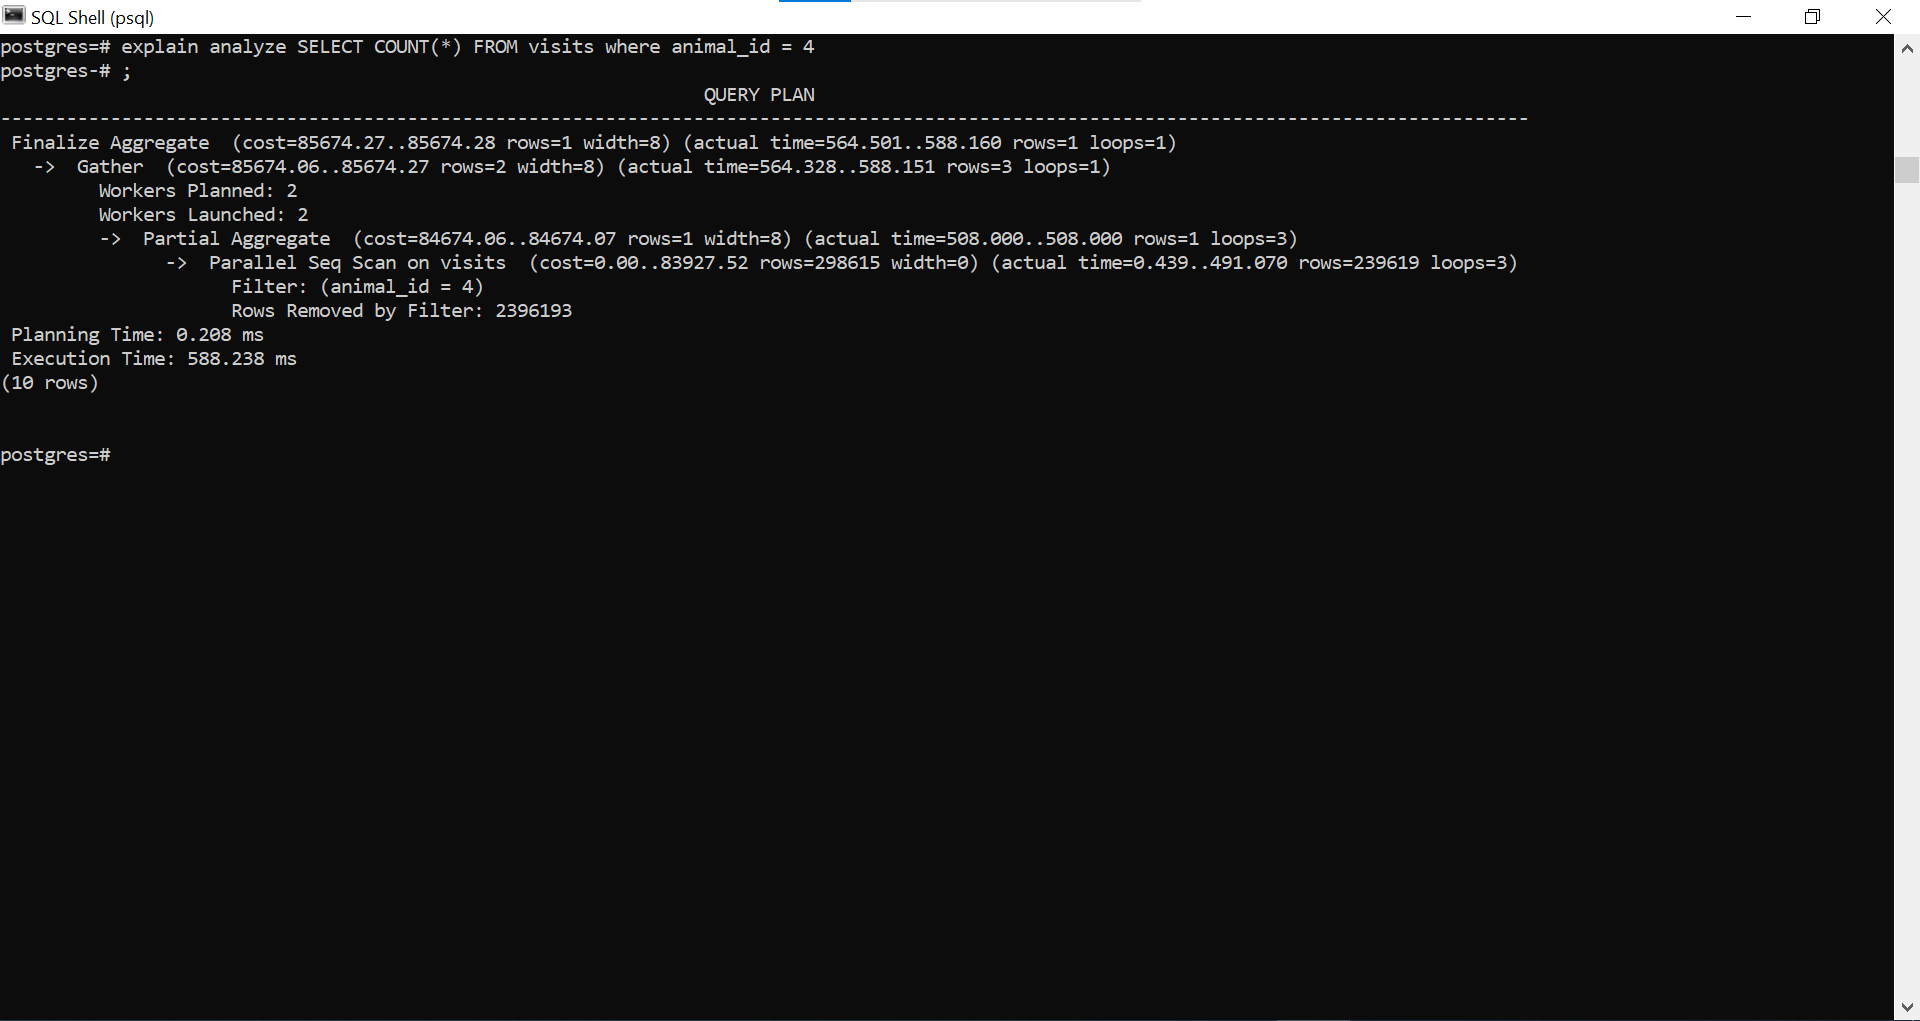 SQL Shell (psql)
postgres=# explain analyze SELECT COUNT(*) FROM visits where animal_id = 4
postgres-# ;
                                                                QUERY PLAN
-------------------------------------------------------------------------------------------------------------------------------------------
 Finalize Aggregate  (cost=85674.27..85674.28 rows=1 width=8) (actual time=564.501..588.160 rows=1 loops=1)
   ->  Gather  (cost=85674.06..85674.27 rows=2 width=8) (actual time=564.328..588.151 rows=3 loops=1)
         Workers Planned: 2
         Workers Launched: 2
         ->  Partial Aggregate  (cost=84674.06..84674.07 rows=1 width=8) (actual time=508.000..508.000 rows=1 loops=3)
               ->  Parallel Seq Scan on visits  (cost=0.00..83927.52 rows=298615 width=0) (actual time=0.439..491.070 rows=239619 loops=3)
                     Filter: (animal_id = 4)
                     Rows Removed by Filter: 2396193
 Planning Time: 0.208 ms
 Execution Time: 588.238 ms
(10 rows)
postgres=#